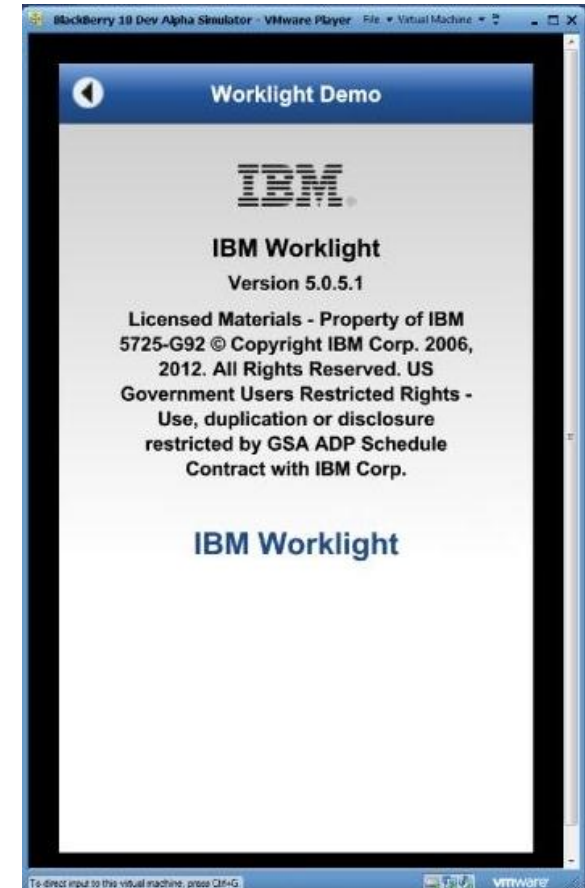 BlackBerry 10 Dev Alpha Simulator - VMware Player File Virtual Machine
Worklight Demo
IBM
IBM Worklight
Version 5.0.5.1
Licensed Materials - Property of IBM
5725-G92 © Copyright IBM Corp. 2006,
2012. All Rights Reserved. US
Government Users Restricted Rights -
Use, duplication or disclosure
restricted by GSA ADP Schedule
Contract with IBM Corp.
IBM Worklight
To direct input to this virtual machine, press Ctrl+G.
vmware